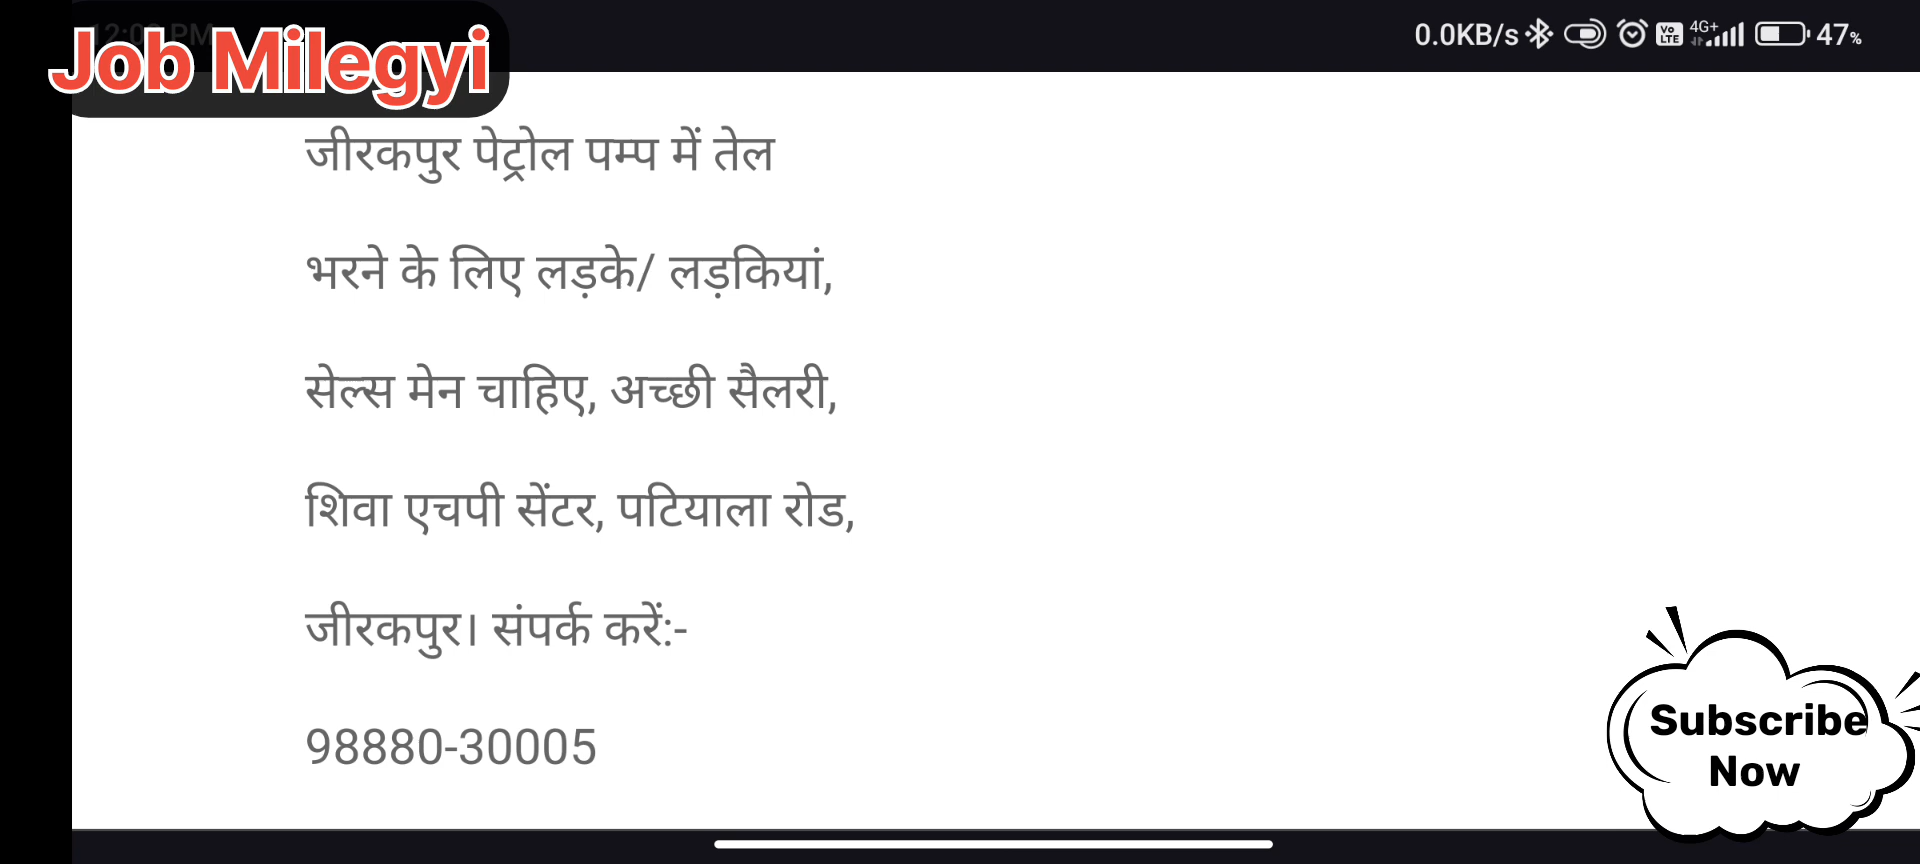 Job Milegyi
0.0KB/s 4G+ 47%
जीरकपुर पेट्रोल पम्प में तेल
भरने के लिए लड़के/ लड़कियां,
सेल्स मेन चाहिए, अच्छी सैलरी,
शिवा एचपी सेंटर, पटियाला रोड,
जीरकपुर। संपर्क करें:-
98880-30005
Subscribe
Now